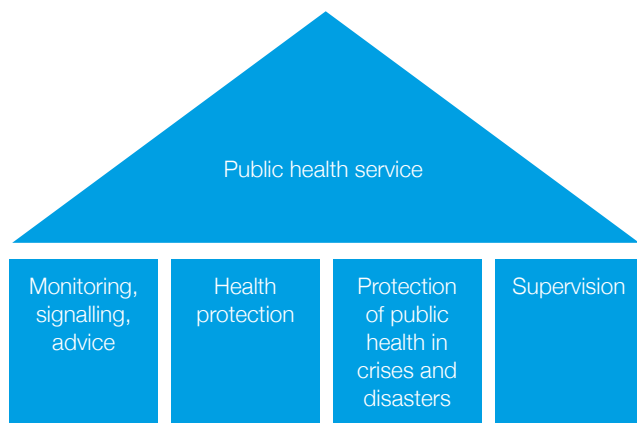 Public health service
Monitoring,
signalling,
advice
Health
protection
Protection
of public
health in
crises and
disasters
Supervision